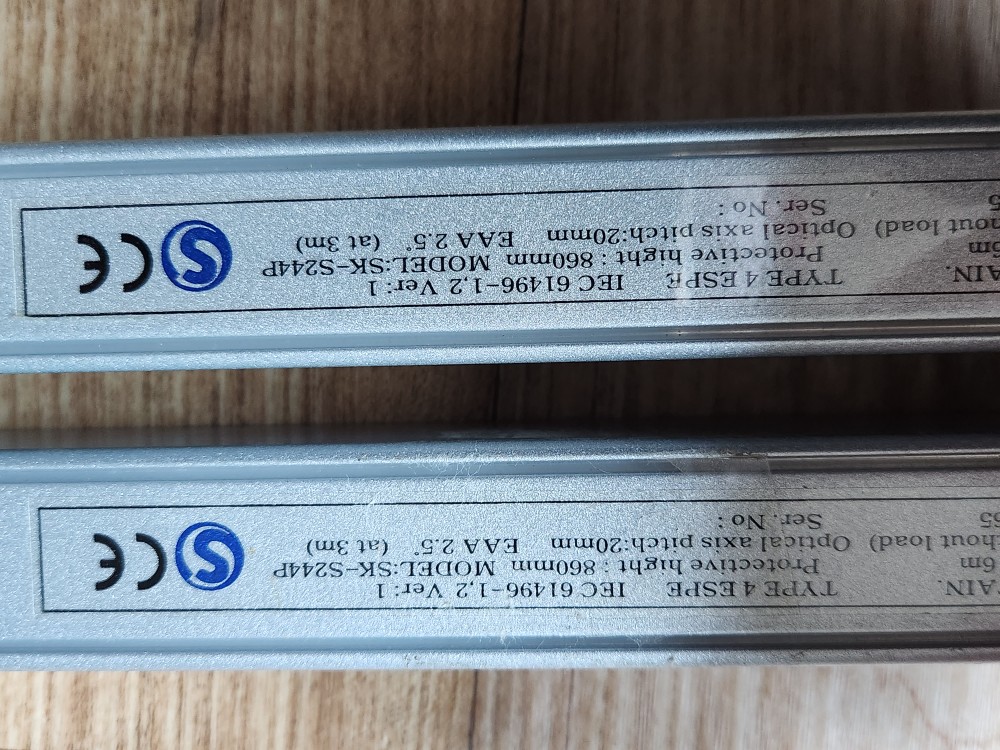 AIN. TYPE 4 ESPE IEC 61496-1,2 Ver:1
6m Protective hight : 860mm MODEL:SK-S244P
hout load) Optical axis pitch:20mm EAA 2.5° (at 3m)
55 Ser. No :
S CE
AIN. TYPE 4 ESPE IEC 61496-1,2 Ver:1
6m Protective hight : 860mm MODEL:SK-S244P
hout load) Optical axis pitch:20mm EAA 2.5° (at 3m)
5 Ser. No :
S CE